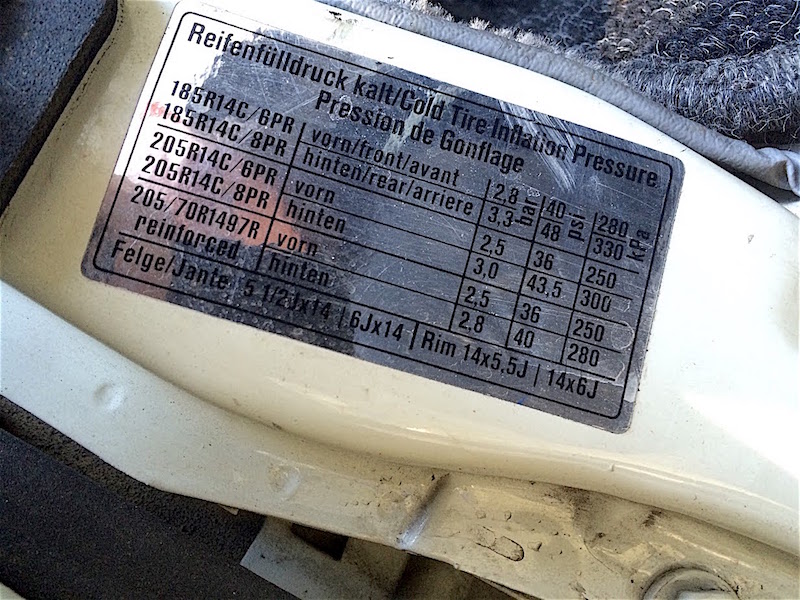 Reifenfülldruck kalt/Cold Tire Inflation Pressure
Pression de Gonflage
185R14C/6PR vorn/front/avant 2,8 bar 40 psi 280 kPa
185R14C/8PR hinten/rear/arriere 3,3 48 330
205R14C/6PR vorn 2,5 36 250
205R14C/8PR hinten 3,0 43,5 300
205/70R1497R vorn 2,5 36 250
reinforced hinten 2,8 40 280
Felge/Jante 5 1/2Jx14 | 6Jx14 | Rim 14x5,5J | 14x6J